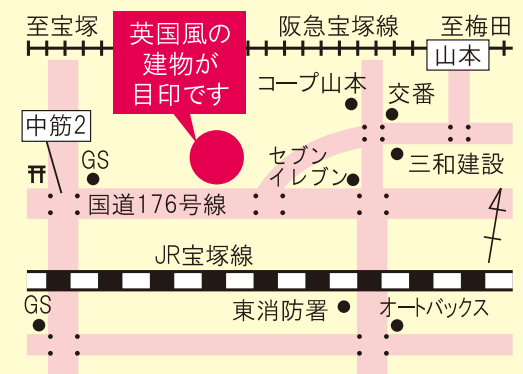 至宝塚
英国風の
建物が
目印です
阪急宝塚線
至梅田
山本
コープ山本
交番
中筋2
GS
セブン
イレブン
三和建設
国道176号線
JR宝塚線
GS
東消防署
オートバックス